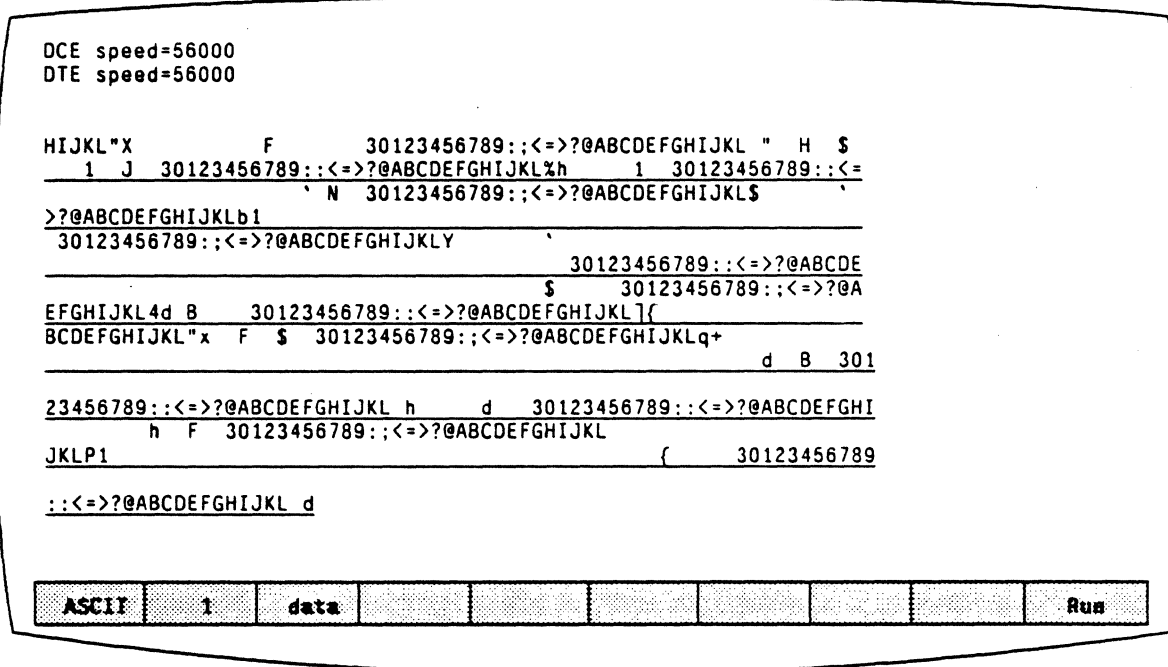 DCE speed=56000
DTE speed=56000
HIJKL"X F 30123456789:;<=>?@ABCDEFGHIJKL " H $
1 J 30123456789:;<=>?@ABCDEFGHIJKL%h 1 30123456789:;<=
` N 30123456789:;<=>?@ABCDEFGHIJKL$ `
>?@ABCDEFGHIJKLb1
30123456789:;<=>?@ABCDEFGHIJKLY `
30123456789:;<=>?@ABCDE
$ 30123456789:;<=>?@A
EFGHIJKL4d B 30123456789:;<=>?@ABCDEFGHIJKL]{
BCDEFGHIJKL"x F $ 30123456789:;<=>?@ABCDEFGHIJKLq+
d B 301
23456789:;<=>?@ABCDEFGHIJKL h d 30123456789:;<=>?@ABCDEFGHI
h F 30123456789:;<=>?@ABCDEFGHIJKL
JKLP1 { 30123456789
:;<=>?@ABCDEFGHIJKL d
ASCII 1 data Run